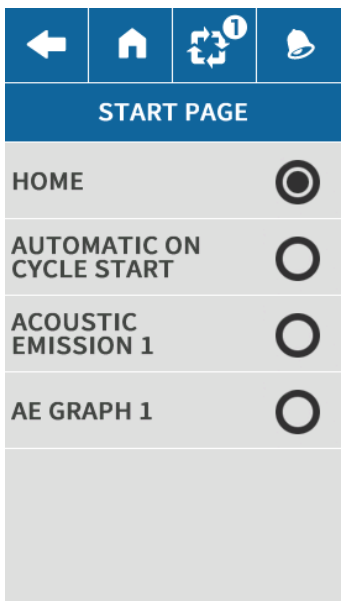 1
START PAGE
HOME
AUTOMATIC ON
CYCLE START
ACOUSTIC
EMISSION 1
AE GRAPH 1